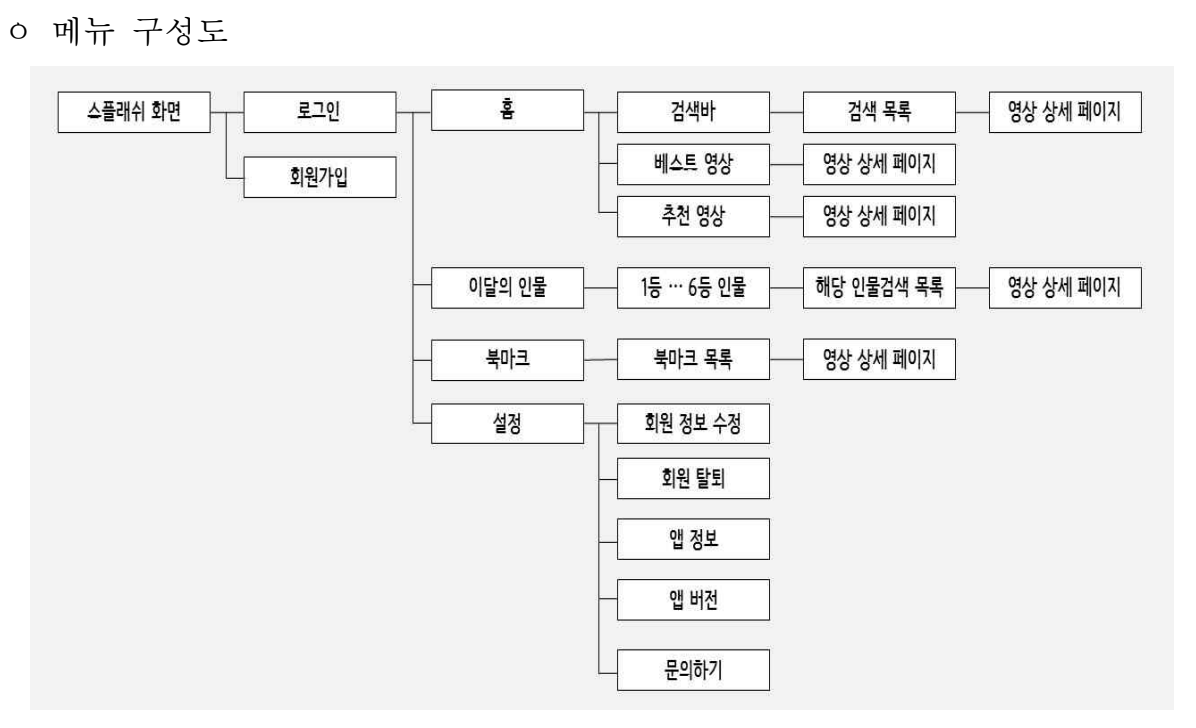 ㅇ 메뉴 구성도
스플래쉬 화면 로그인 홈 검색바 검색 목록 영상 상세 페이지
회원가입 베스트 영상 영상 상세 페이지
추천 영상 영상 상세 페이지
이달의 인물 1등 … 6등 인물 해당 인물검색 목록 영상 상세 페이지
북마크 북마크 목록 영상 상세 페이지
설정 회원 정보 수정
회원 탈퇴
앱 정보
앱 버전
문의하기